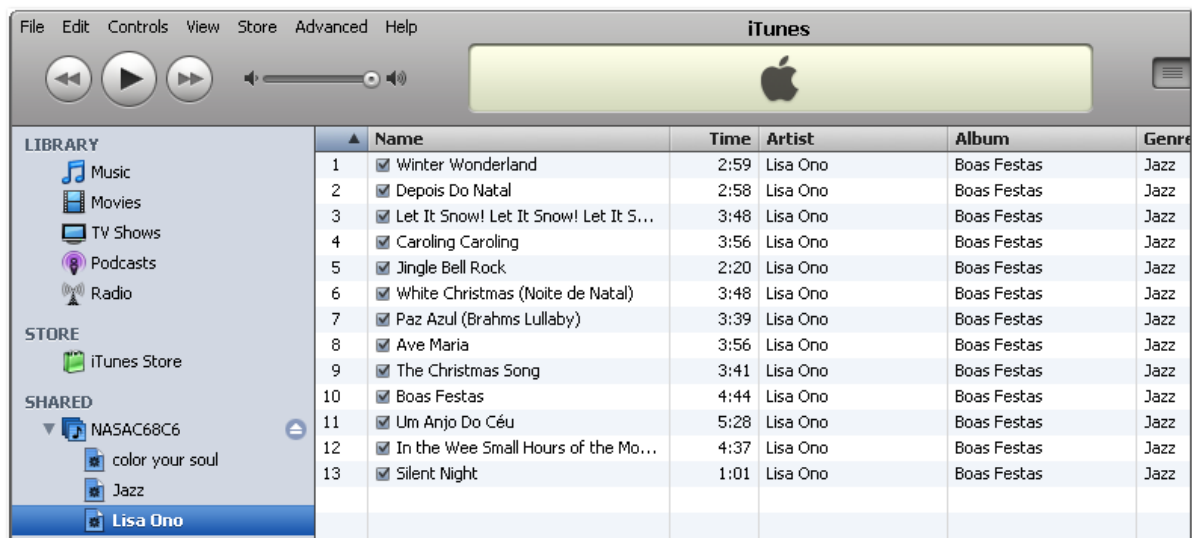 File Edit Controls View Store Advanced Help
iTunes
LIBRARY
Music
Movies
TV Shows
Podcasts
Radio
STORE
iTunes Store
SHARED
NASAC68C6
color your soul
Jazz
Lisa Ono
Name Time Artist Album Genre
1 Winter Wonderland 2:59 Lisa Ono Boas Festas Jazz
2 Depois Do Natal 2:58 Lisa Ono Boas Festas Jazz
3 Let It Snow! Let It Snow! Let It S... 3:48 Lisa Ono Boas Festas Jazz
4 Caroling Caroling 3:56 Lisa Ono Boas Festas Jazz
5 Jingle Bell Rock 2:20 Lisa Ono Boas Festas Jazz
6 White Christmas (Noite de Natal) 3:48 Lisa Ono Boas Festas Jazz
7 Paz Azul (Brahms Lullaby) 3:39 Lisa Ono Boas Festas Jazz
8 Ave Maria 3:56 Lisa Ono Boas Festas Jazz
9 The Christmas Song 3:41 Lisa Ono Boas Festas Jazz
10 Boas Festas 4:44 Lisa Ono Boas Festas Jazz
11 Um Anjo Do Céu 5:28 Lisa Ono Boas Festas Jazz
12 In the Wee Small Hours of the Mo... 4:37 Lisa Ono Boas Festas Jazz
13 Silent Night 1:01 Lisa Ono Boas Festas Jazz